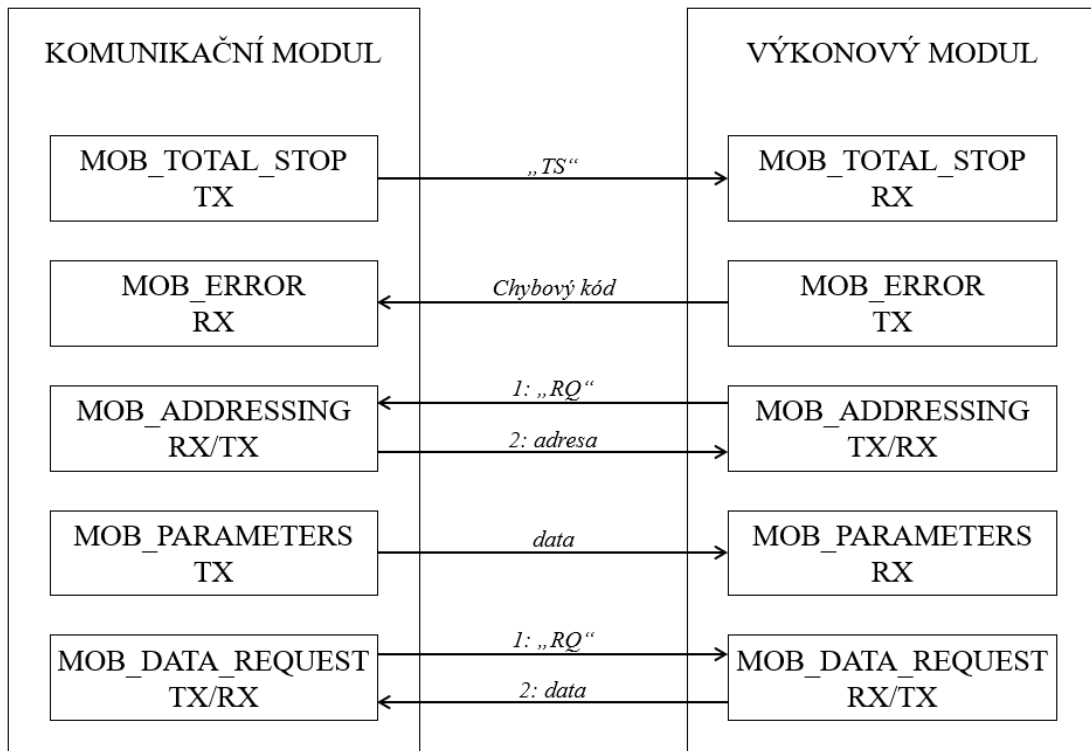 KOMUNIKAČNÍ MODUL
VÝKONOVÝ MODUL
MOB_TOTAL_STOP
TX
„TS“
MOB_TOTAL_STOP
RX
MOB_ERROR
RX
Chybový kód
MOB_ERROR
TX
MOB_ADDRESSING
RX/TX
1: „RQ“
2: adresa
MOB_ADDRESSING
TX/RX
MOB_PARAMETERS
TX
data
MOB_PARAMETERS
RX
MOB_DATA_REQUEST
TX/RX
1: „RQ“
2: data
MOB_DATA_REQUEST
RX/TX